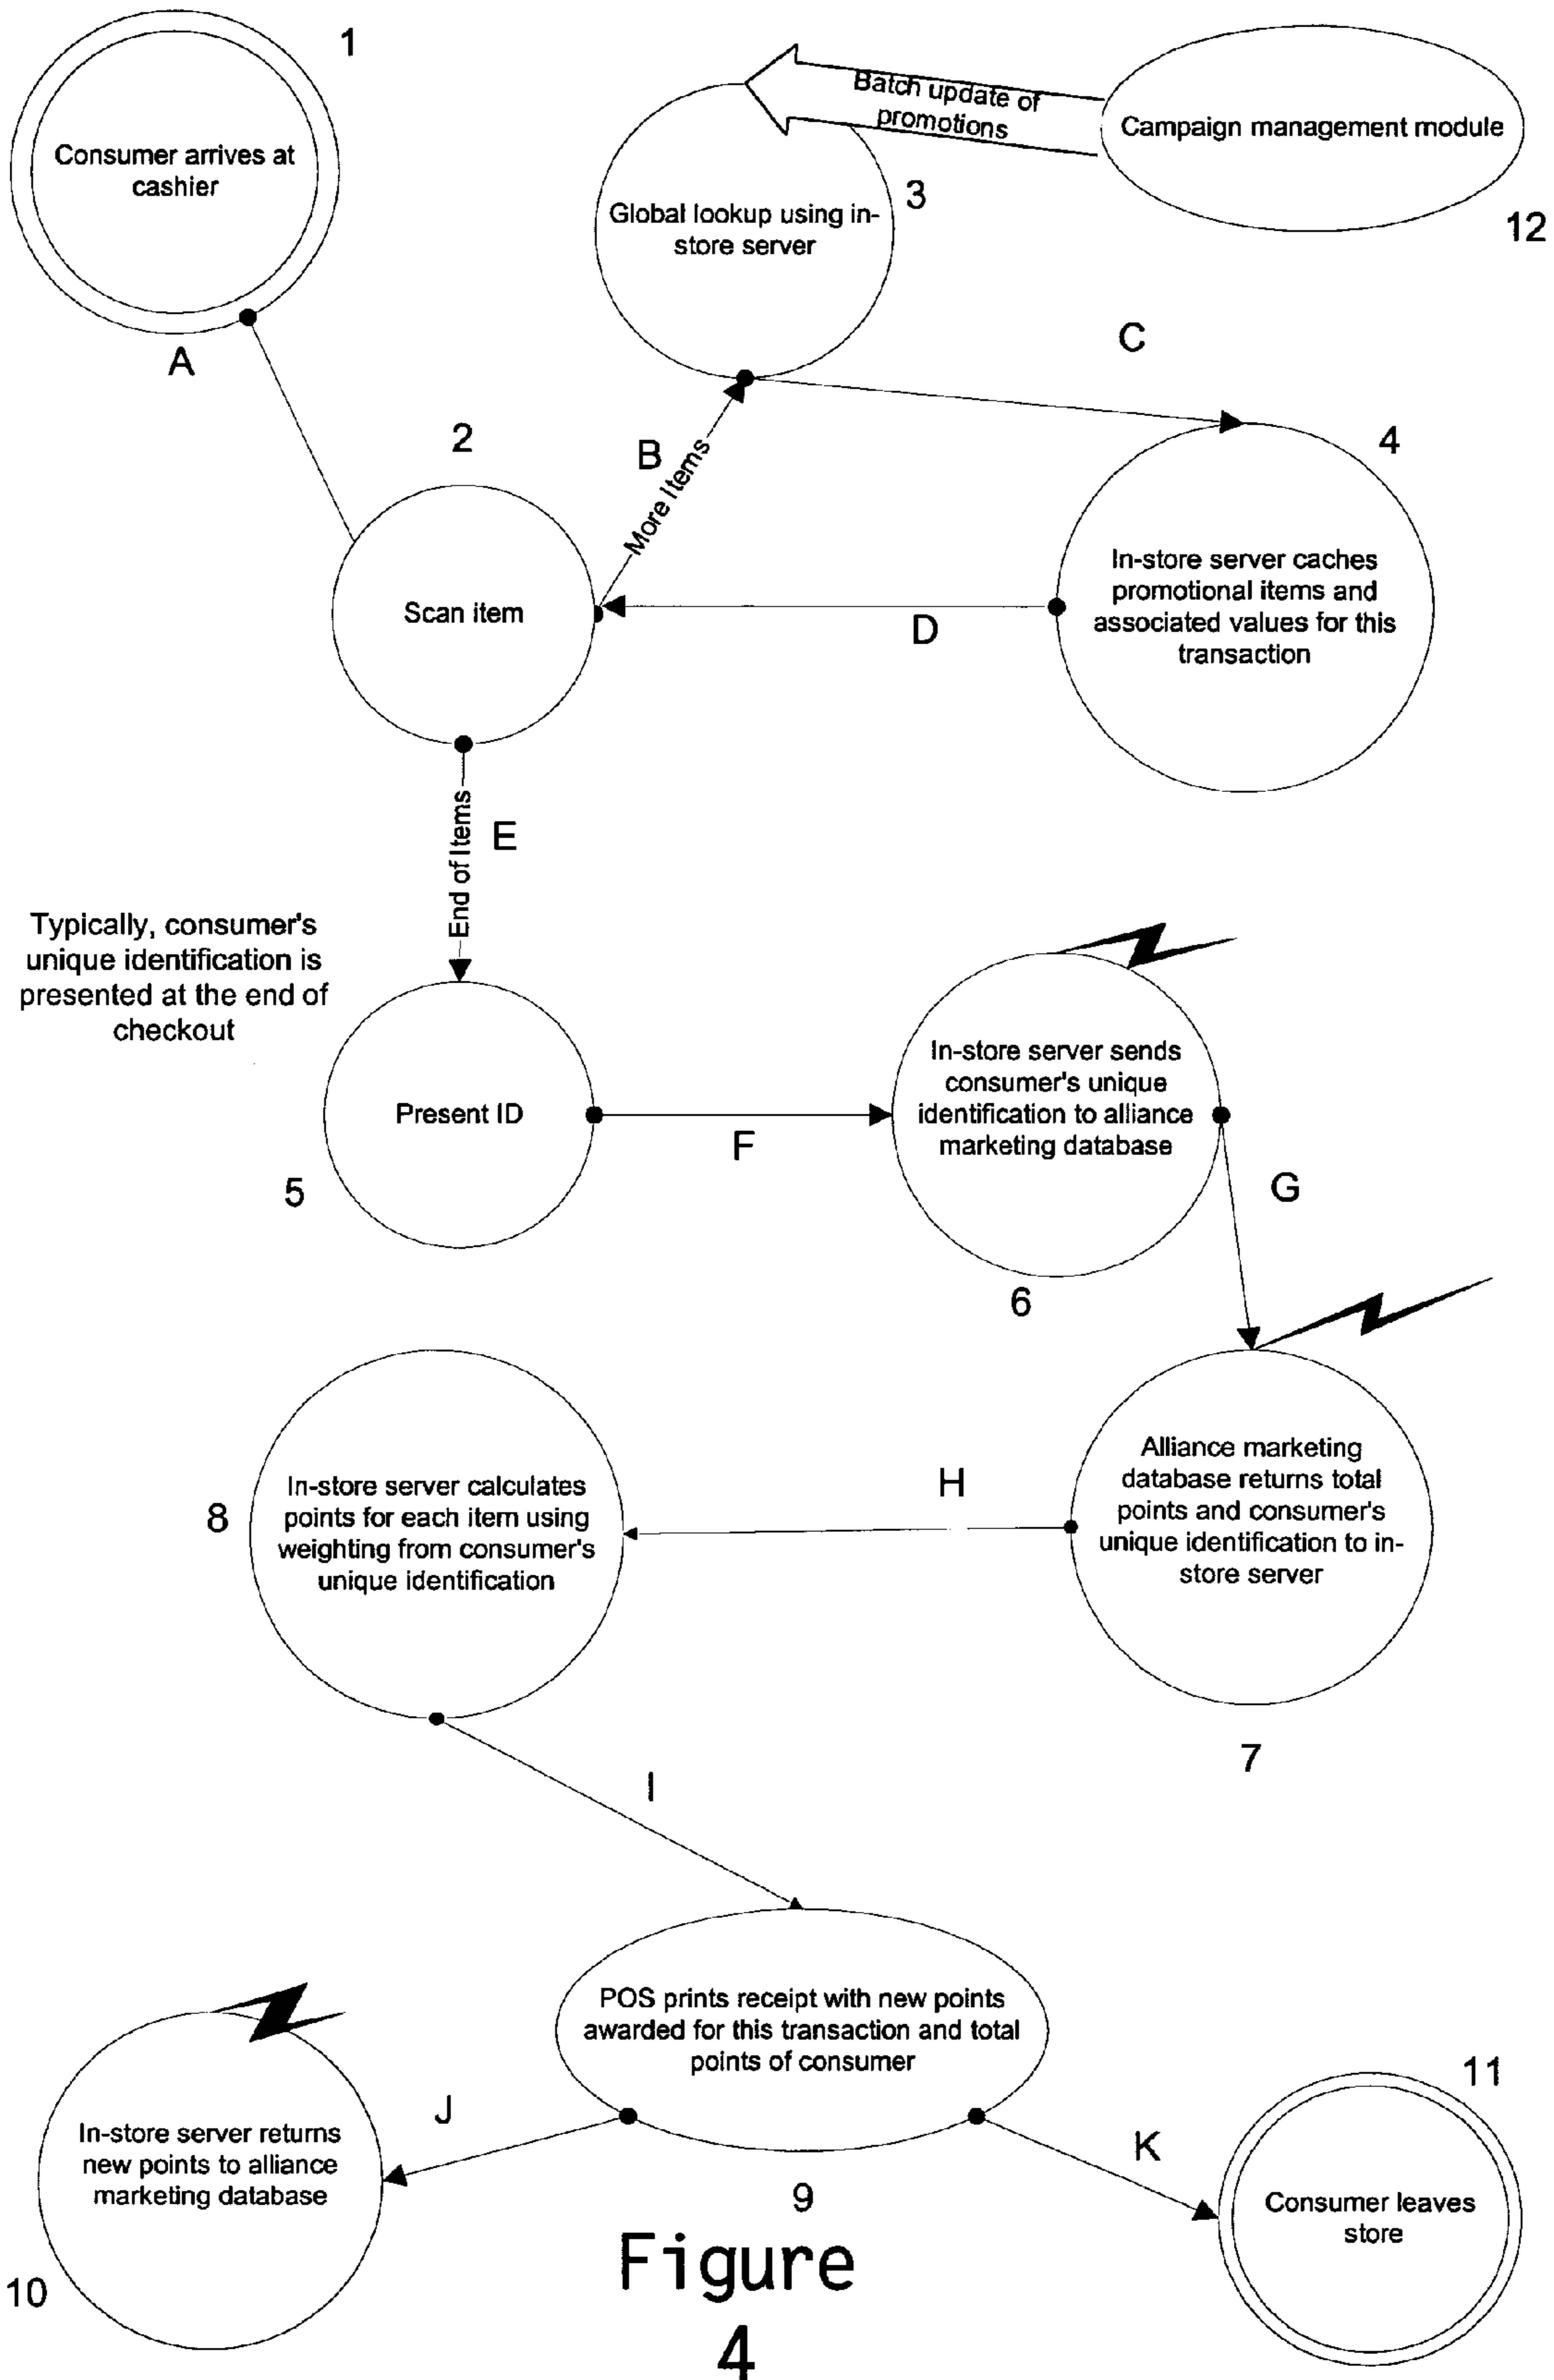 1
Consumer arrives at
cashier
A
Batch update of
promotions
Campaign management module
12
Global lookup using in-
store server
3
C
2
B
More Items
4
Scan item
In-store server caches
promotional items and
associated values for this
transaction
D
End of Items
E
Typically, consumer's
unique identification is
presented at the end of
checkout
Present ID
5
F
In-store server sends
consumer's unique
identification to alliance
marketing database
6
G
Alliance marketing
database returns total
points and consumer's
unique identification to in-
store server
7
H
8
In-store server calculates
points for each item using
weighting from consumer's
unique identification
I
POS prints receipt with new points
awarded for this transaction and total
points of consumer
9
J
In-store server returns
new points to alliance
marketing database
10
K
11
Consumer leaves
store
Figure
4